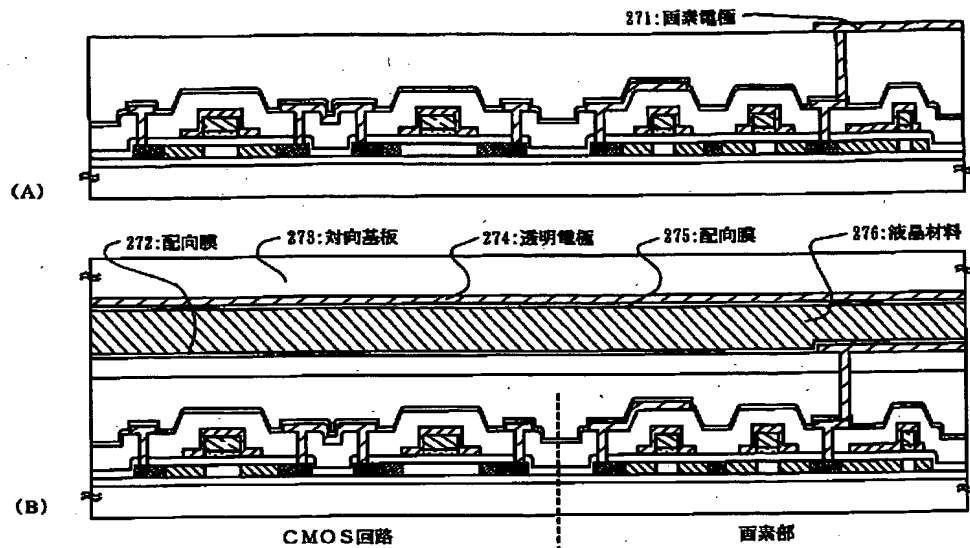 271:画素電極
(A)
272:配向膜
273:対向基板
274:透明電極
275:配向膜
276:液晶材料
(B)
CMOS回路
画素部